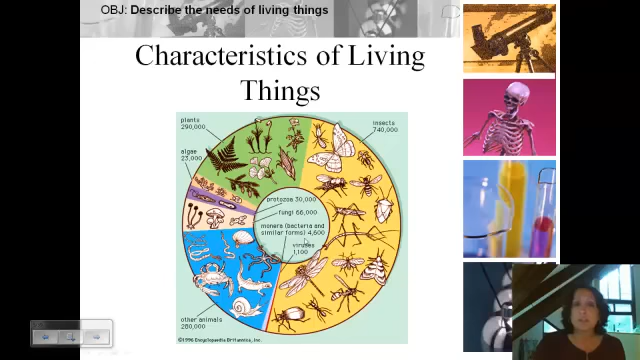 OBJ: Describe the needs of living things
Characteristics of Living
Things
plants
290,000
insects
740,000
algae
23,000
protozoa 30,000
fungi 66,000
monera (bacteria and
similar forms) 4,600
viruses
1,100
other animals
280,000
©1996 Encyclopaedia Britannica, Inc.